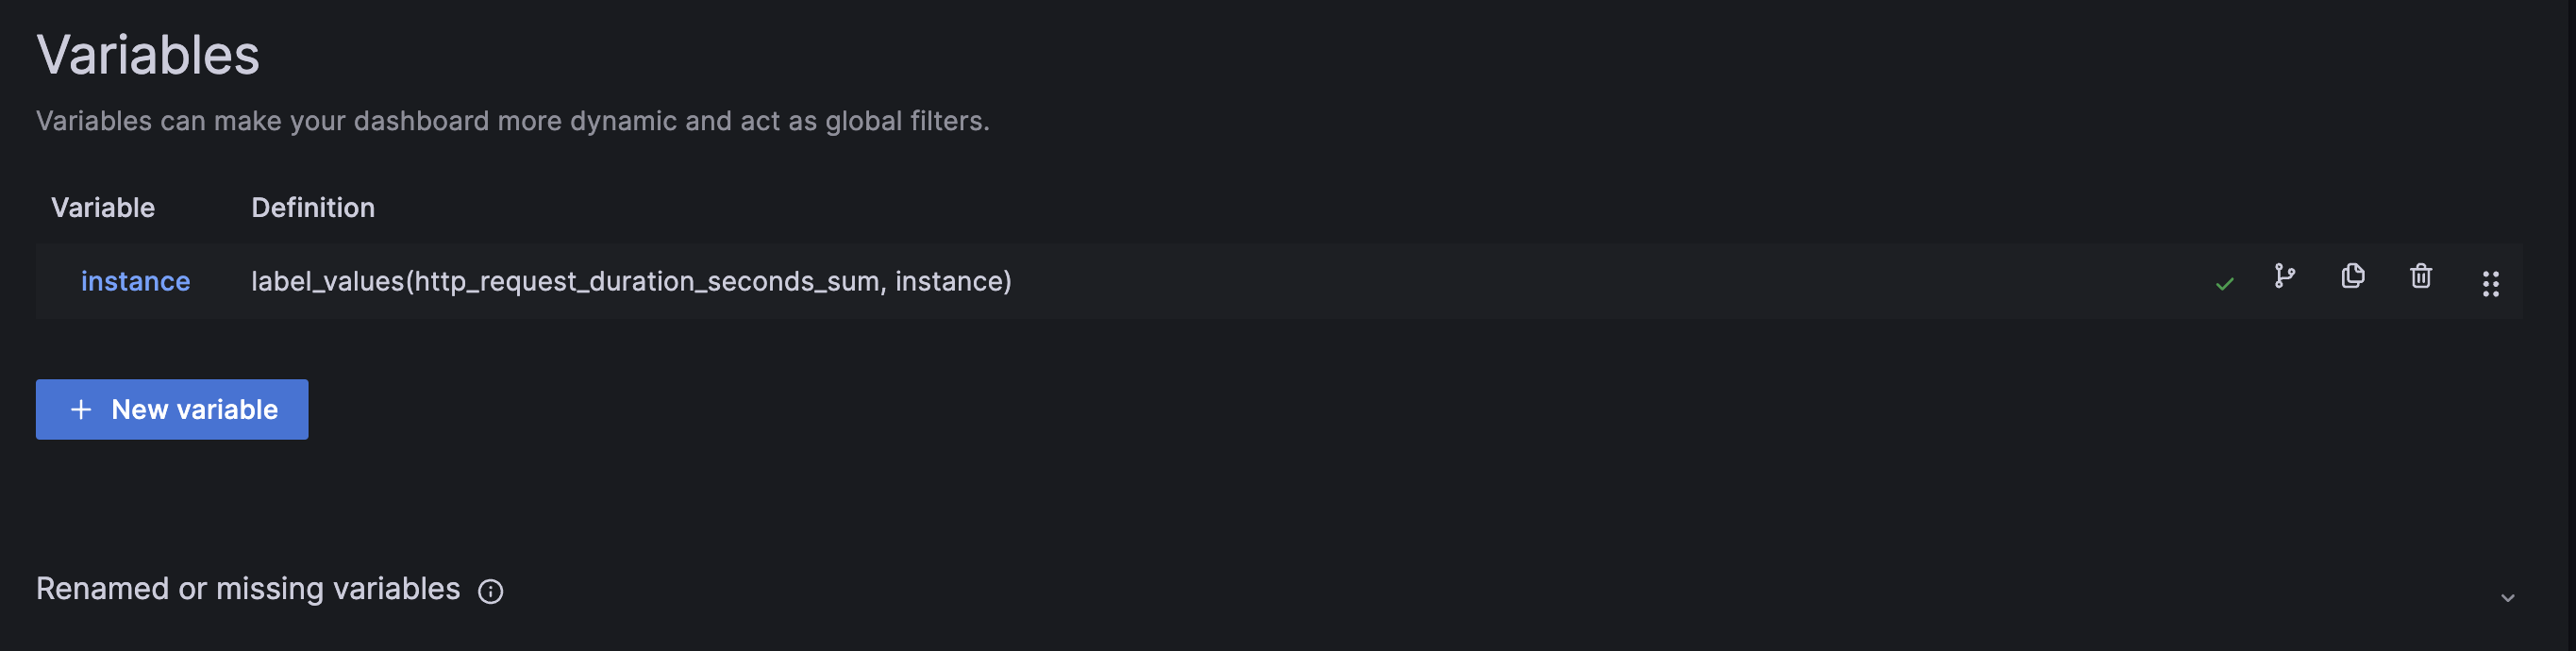 Variables
Variables can make your dashboard more dynamic and act as global filters.
Variable Definition
instance label_values(http_request_duration_seconds_sum, instance)
+ New variable
Renamed or missing variables